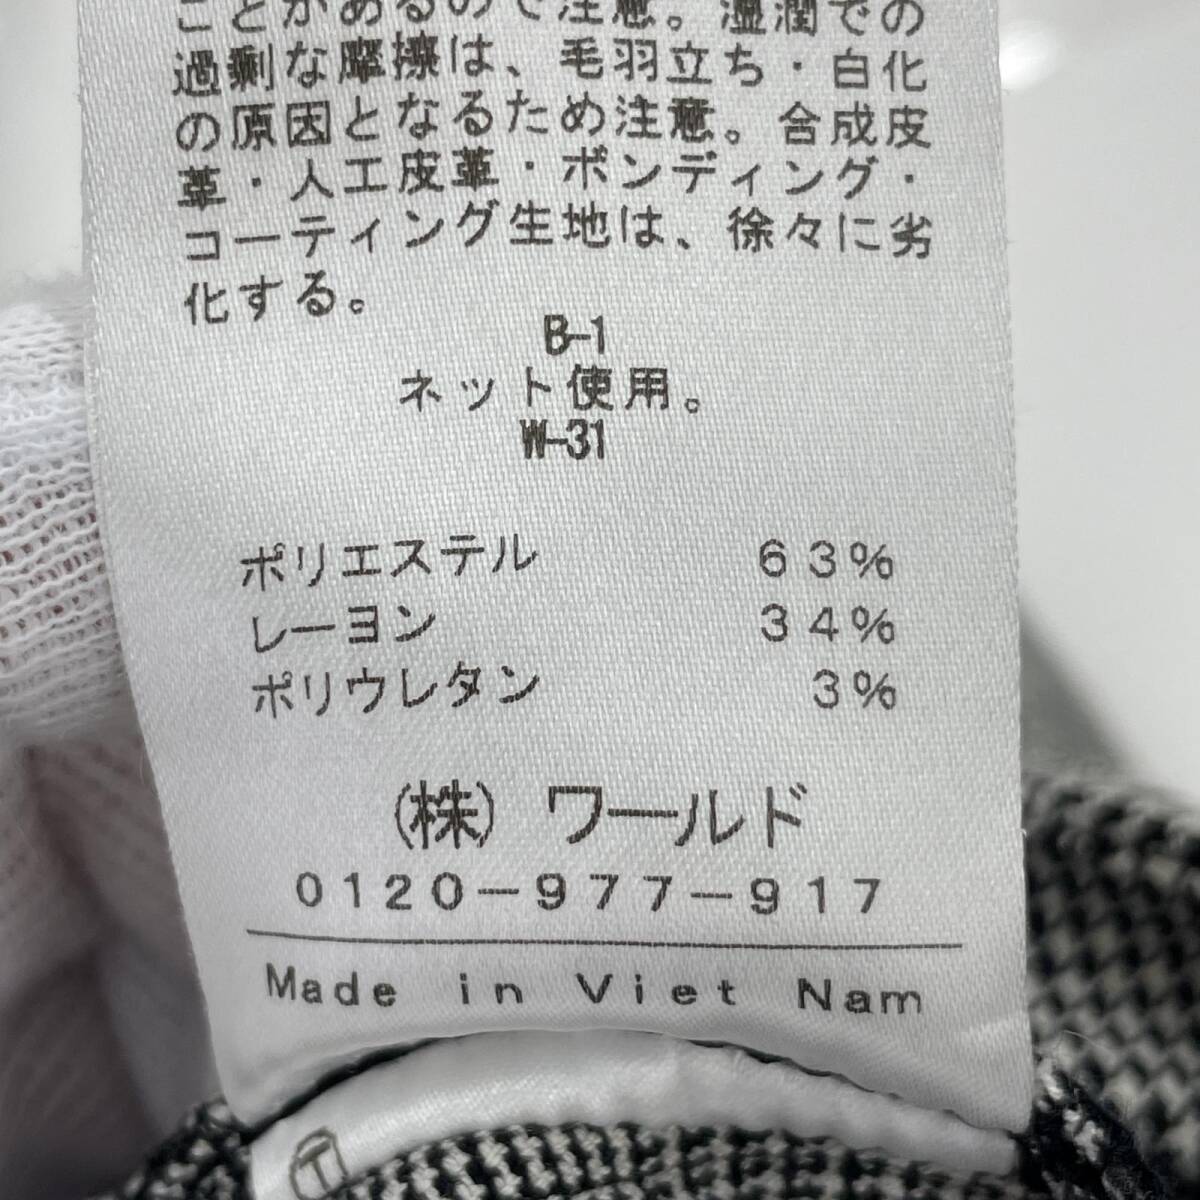 ことがあるので注意。湿潤での
過剰な摩擦は、毛羽立ち・白化
の原因となるため注意。合成皮
革・人工皮革・ボンディング・
コーティング生地は、徐々に劣
化する。
B-1
ネット使用。
W-31
ポリエステル 63%
レーヨン 34%
ポリウレタン 3%
(株) ワールド
0120-977-917
Made in Viet Nam
T